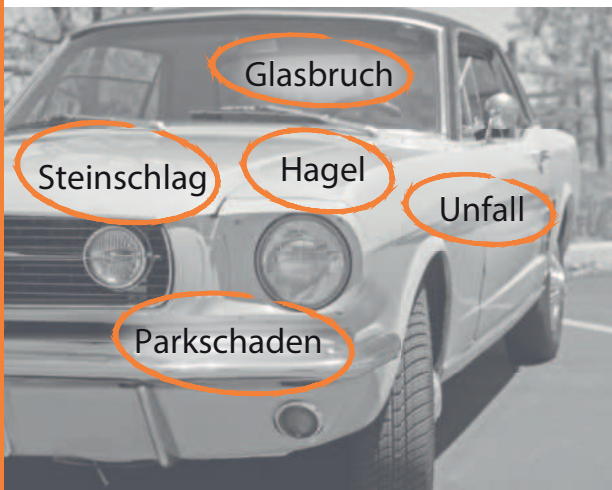 Glasbruch
Steinschlag
Hagel
Unfall
Parkschaden